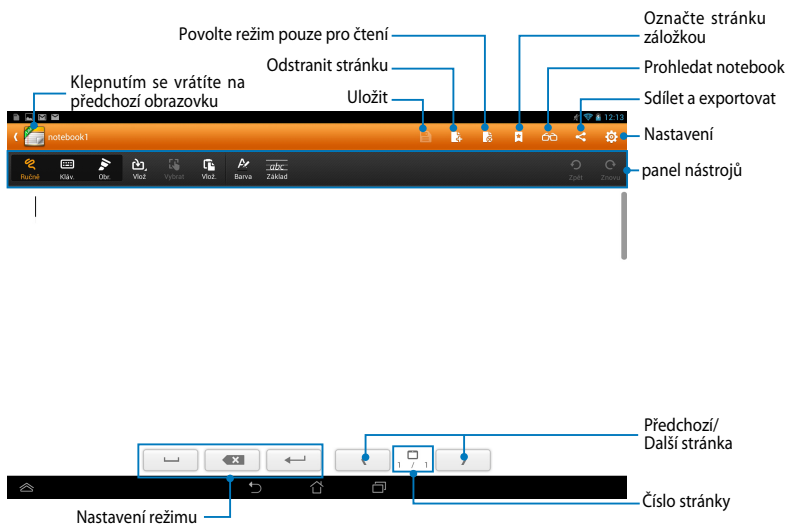 Označte stránku
záložkou
Povolte režim pouze pro čtení
Odstranit stránku
Prohledat notebook
Klepnutím se vrátíte na
předchozí obrazovku
Uložit
Sdílet a exportovat
12:13
notebook1
Nastavení
Ručně Kláv. Obr. Vlož Vybrat Vlož. Barva abc Základ Zpět Znovu
panel nástrojů
Předchozí/
Další stránka
1 / 1
Číslo stránky
Nastavení režimu